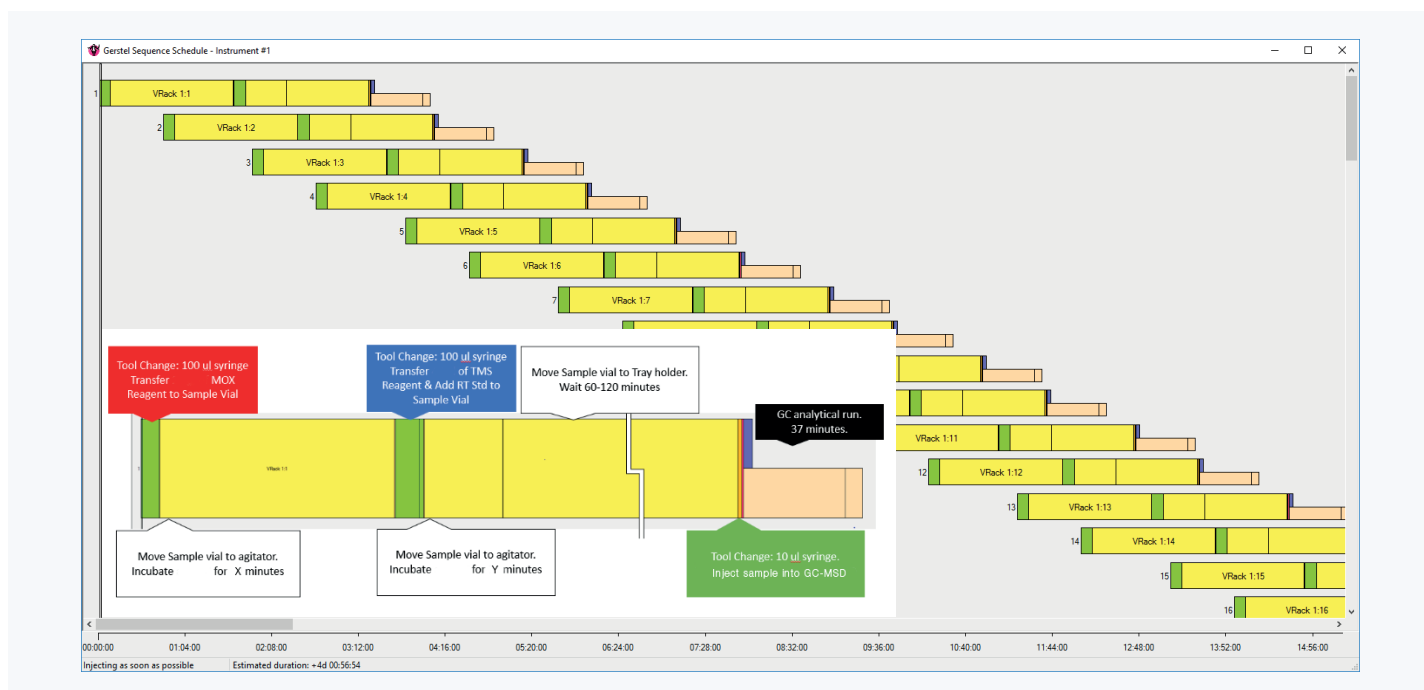 Gerstel Sequence Schedule - Instrument #1
1 VRack 1:1
2 VRack 1:2
3 VRack 1:3
4 VRack 1:4
5 VRack 1:5
6 VRack 1:6
7 VRack 1:7
Tool Change: 100 ul syringe
Transfer MOX
Reagent to Sample Vial
Tool Change: 100 ul syringe
Transfer of TMS
Reagent & Add RT Std to
Sample Vial
Move Sample vial to Tray holder.
Wait 60-120 minutes
GC analytical run.
37 minutes.
VRack 1:1
Move Sample vial to agitator.
Incubate for X minutes
Move Sample vial to agitator.
Incubate for Y minutes
Tool Change: 10 ul syringe.
Inject sample into GC-MSD
VRack 1:11
12 VRack 1:12
13 VRack 1:13
14 VRack 1:14
15 VRack 1:15
16 VRack 1:16
00:00:00 01:04:00 02:08:00 03:12:00 04:16:00 05:20:00 06:24:00 07:28:00 08:32:00 09:36:00 10:40:00 11:44:00 12:48:00 13:52:00 14:56:00
Injecting as soon as possible Estimated duration: +4d 00:56:54